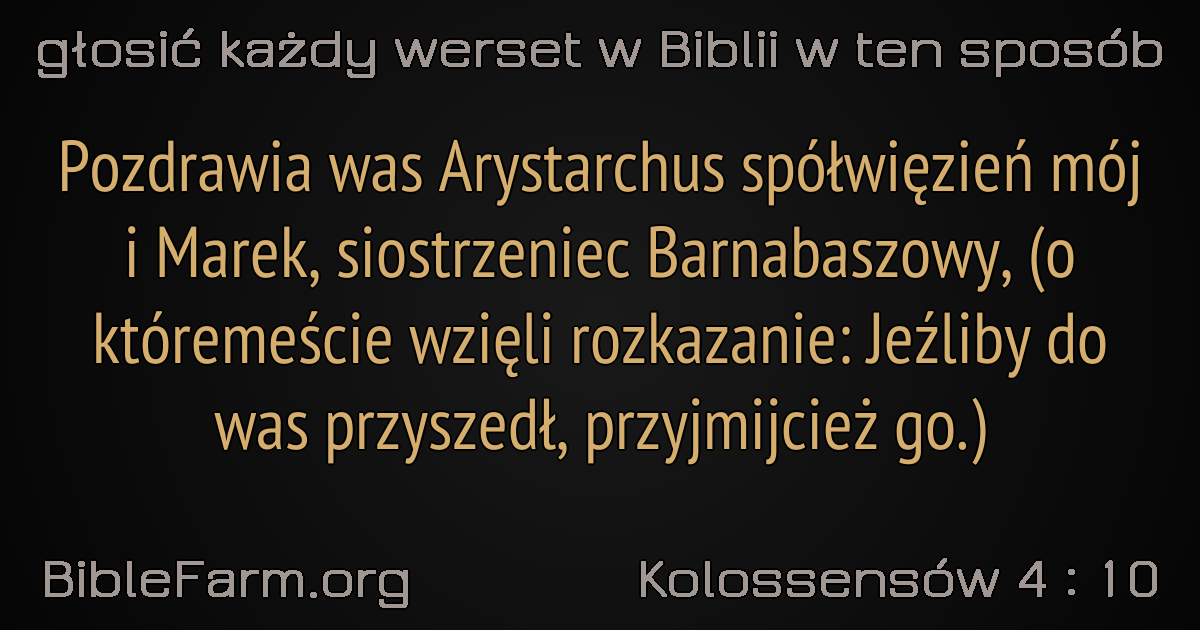 głosić każdy werset w Biblii w ten sposób
Pozdrawia was Arystarchus spółwięzień mój
i Marek, siostrzeniec Barnabaszowy, (o
któremeście wzięli rozkazanie: Jeźliby do
was przyszedł, przyjmijcież go.)
BibleFarm.org
Kolossensów 4 : 10